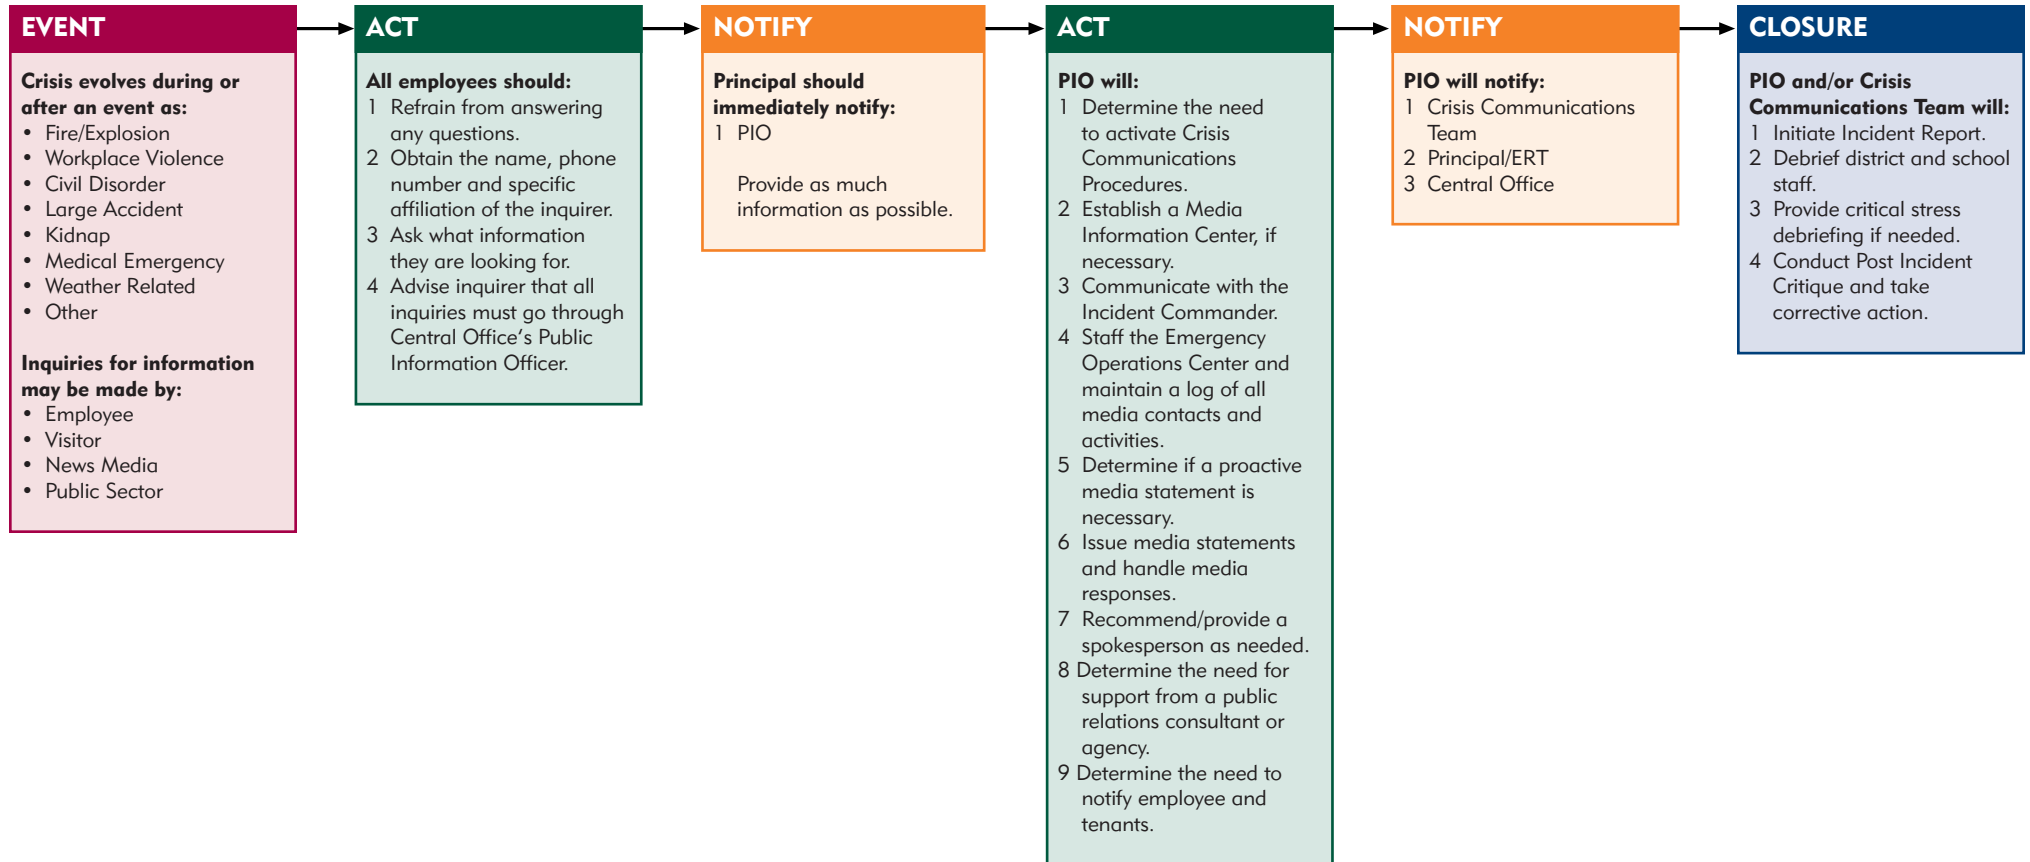 EVENT
Crisis evolves during or
after an event as:
• Fire/Explosion
• Workplace Violence
• Civil Disorder
• Large Accident
• Kidnap
• Medical Emergency
• Weather Related
• Other
Inquiries for information
may be made by:
• Employee
• Visitor
• News Media
• Public Sector
ACT
All employees should:
1 Refrain from answering
any questions.
2 Obtain the name, phone
number and specific
affiliation of the inquirer.
3 Ask what information
they are looking for.
4 Advise inquirer that all
inquiries must go through
Central Office's Public
Information Officer.
NOTIFY
Principal should
immediately notify:
1 PIO
Provide as much
information as possible.
ACT
PIO will:
1 Determine the need
to activate Crisis
Communications
Procedures.
2 Establish a Media
Information Center, if
necessary.
3 Communicate with the
Incident Commander.
4 Staff the Emergency
Operations Center and
maintain a log of all
media contacts and
activities.
5 Determine if a proactive
media statement is
necessary.
6 Issue media statements
and handle media
responses.
7 Recommend/provide a
spokesperson as needed.
8 Determine the need for
support from a public
relations consultant or
agency.
9 Determine the need to
notify employee and
tenants.
NOTIFY
PIO will notify:
1 Crisis Communications
Team
2 Principal/ERT
3 Central Office
CLOSURE
PIO and/or Crisis
Communications Team will:
1 Initiate Incident Report.
2 Debrief district and school
staff.
3 Provide critical stress
debriefing if needed.
4 Conduct Post Incident
Critique and take
corrective action.